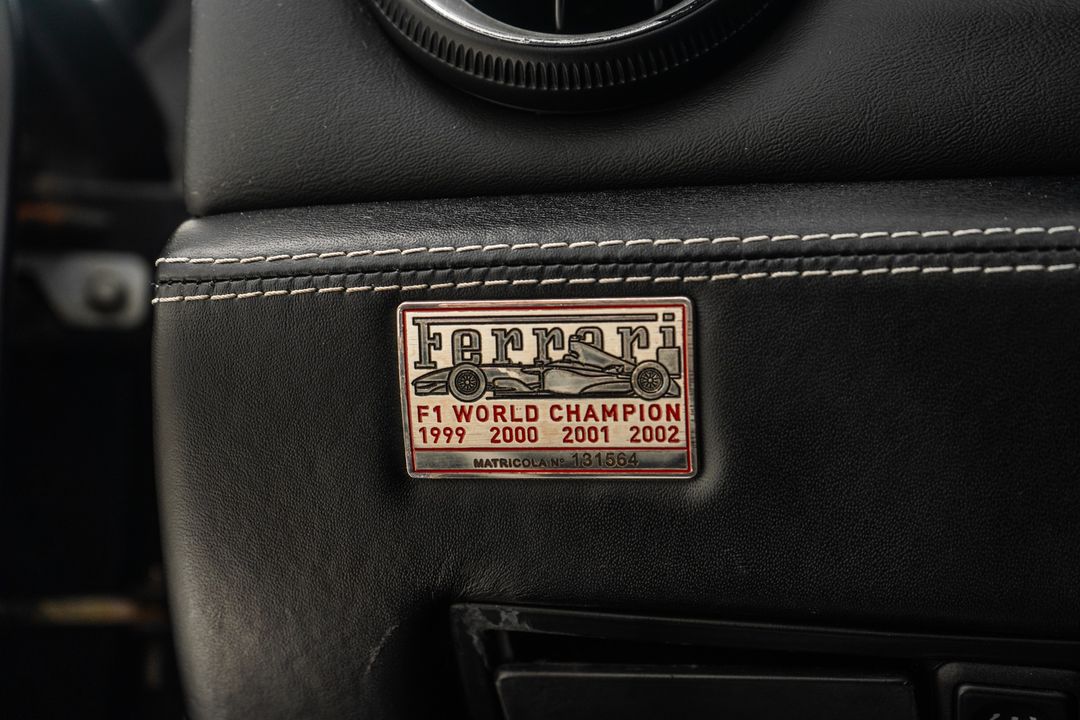 Ferrari
F1 WORLD CHAMPION
1999 2000 2001 2002
MATRICOLA N° 131564